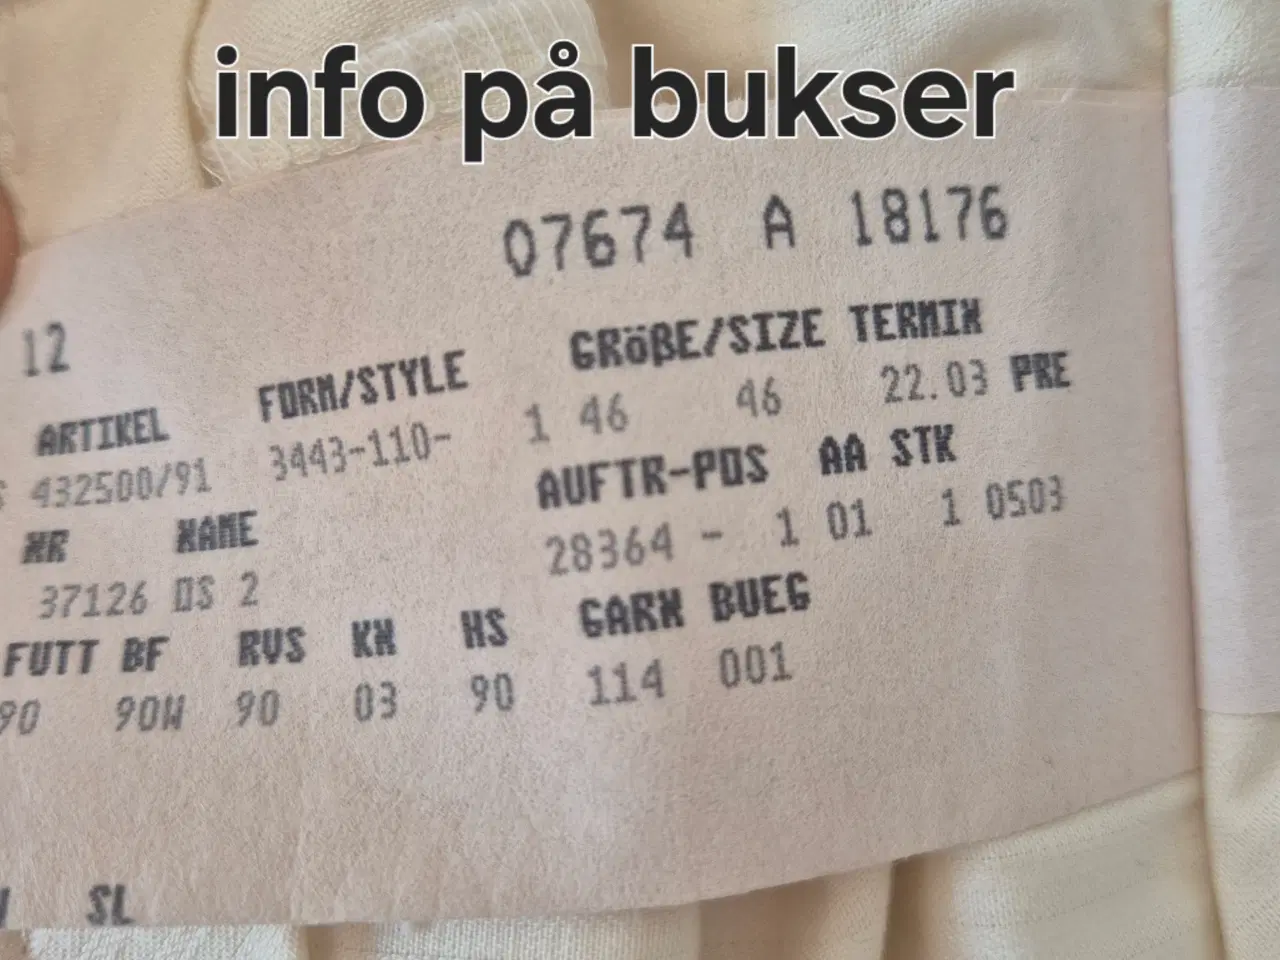 info på bukser
07674 A 18176
12
ARTIKEL FORM/STYLE GRÖßE/SIZE TERMIN
432500/91 3443-110- 1 46 46 22.03 PRE
NR NAME AUFTR-POS AA STK
37126 OS 2 28364 - 1 01 1 0503
FUTT BF RVS KN HS GARN BUEG
90 90W 90 03 90 114 001
SL